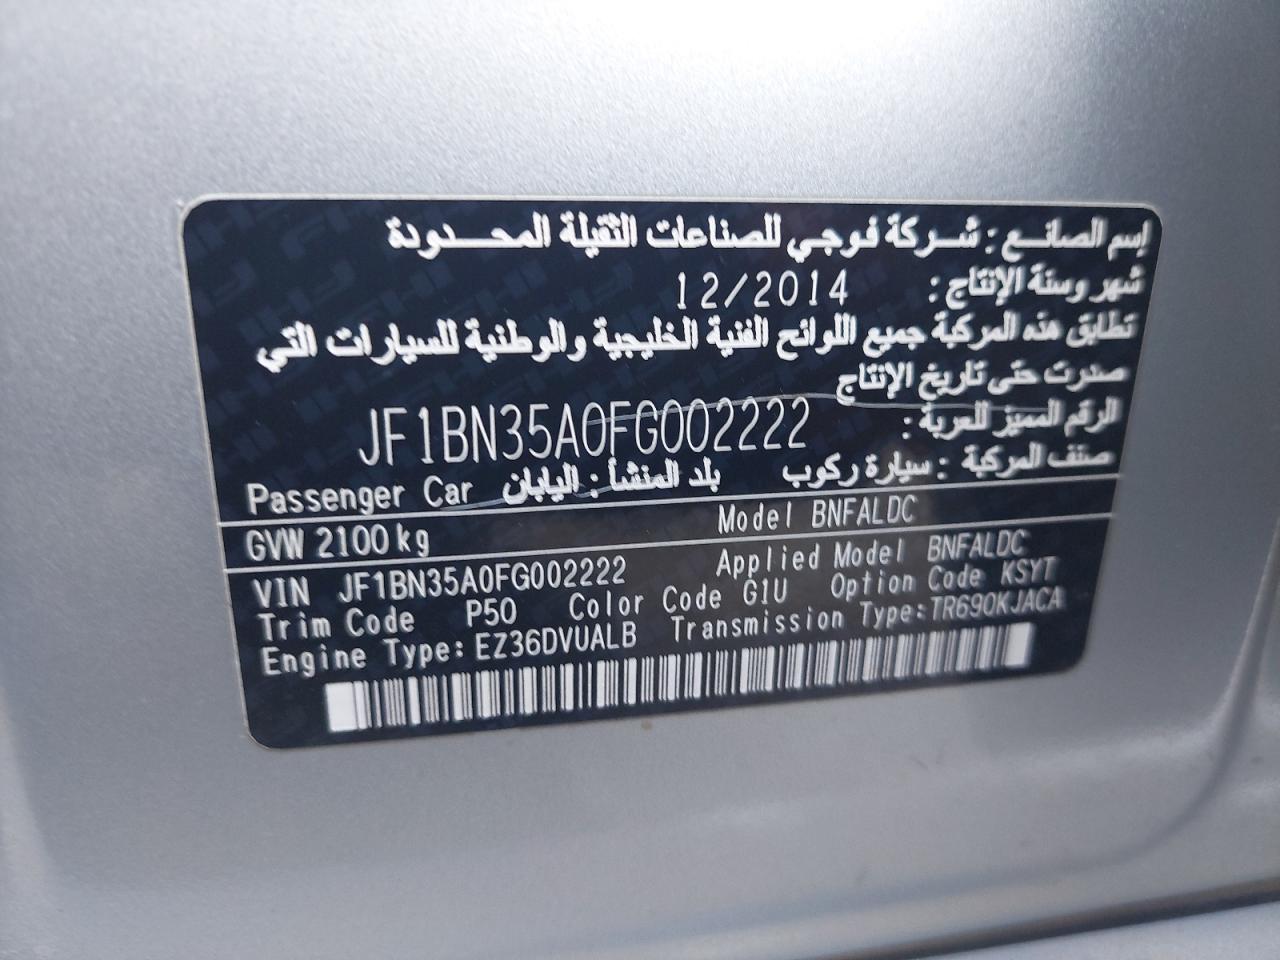 إسم الصانع : شركة فوجي للصناعات الثقيلة المحدودة
شهر وسنة الإنتاج : 12/2014
تطابق هذه المركبة جميع اللوائح الفنية الخليجية والوطنية للسيارات التي
صدرت حتى تاريخ الإنتاج
الرقم المميز للعربة : JF1BN35A0FG002222
صنف المركبة : سيارة ركوب بلد المنشأ : اليابان Passenger Car
GVW 2100kg Model BNFALDC
VIN JF1BN35A0FG002222 Applied Model BNFALDC
Trim Code P50 Color Code G1U Option Code KSYT
Engine Type: EZ36DVUALB Transmission Type:TR690KJACA